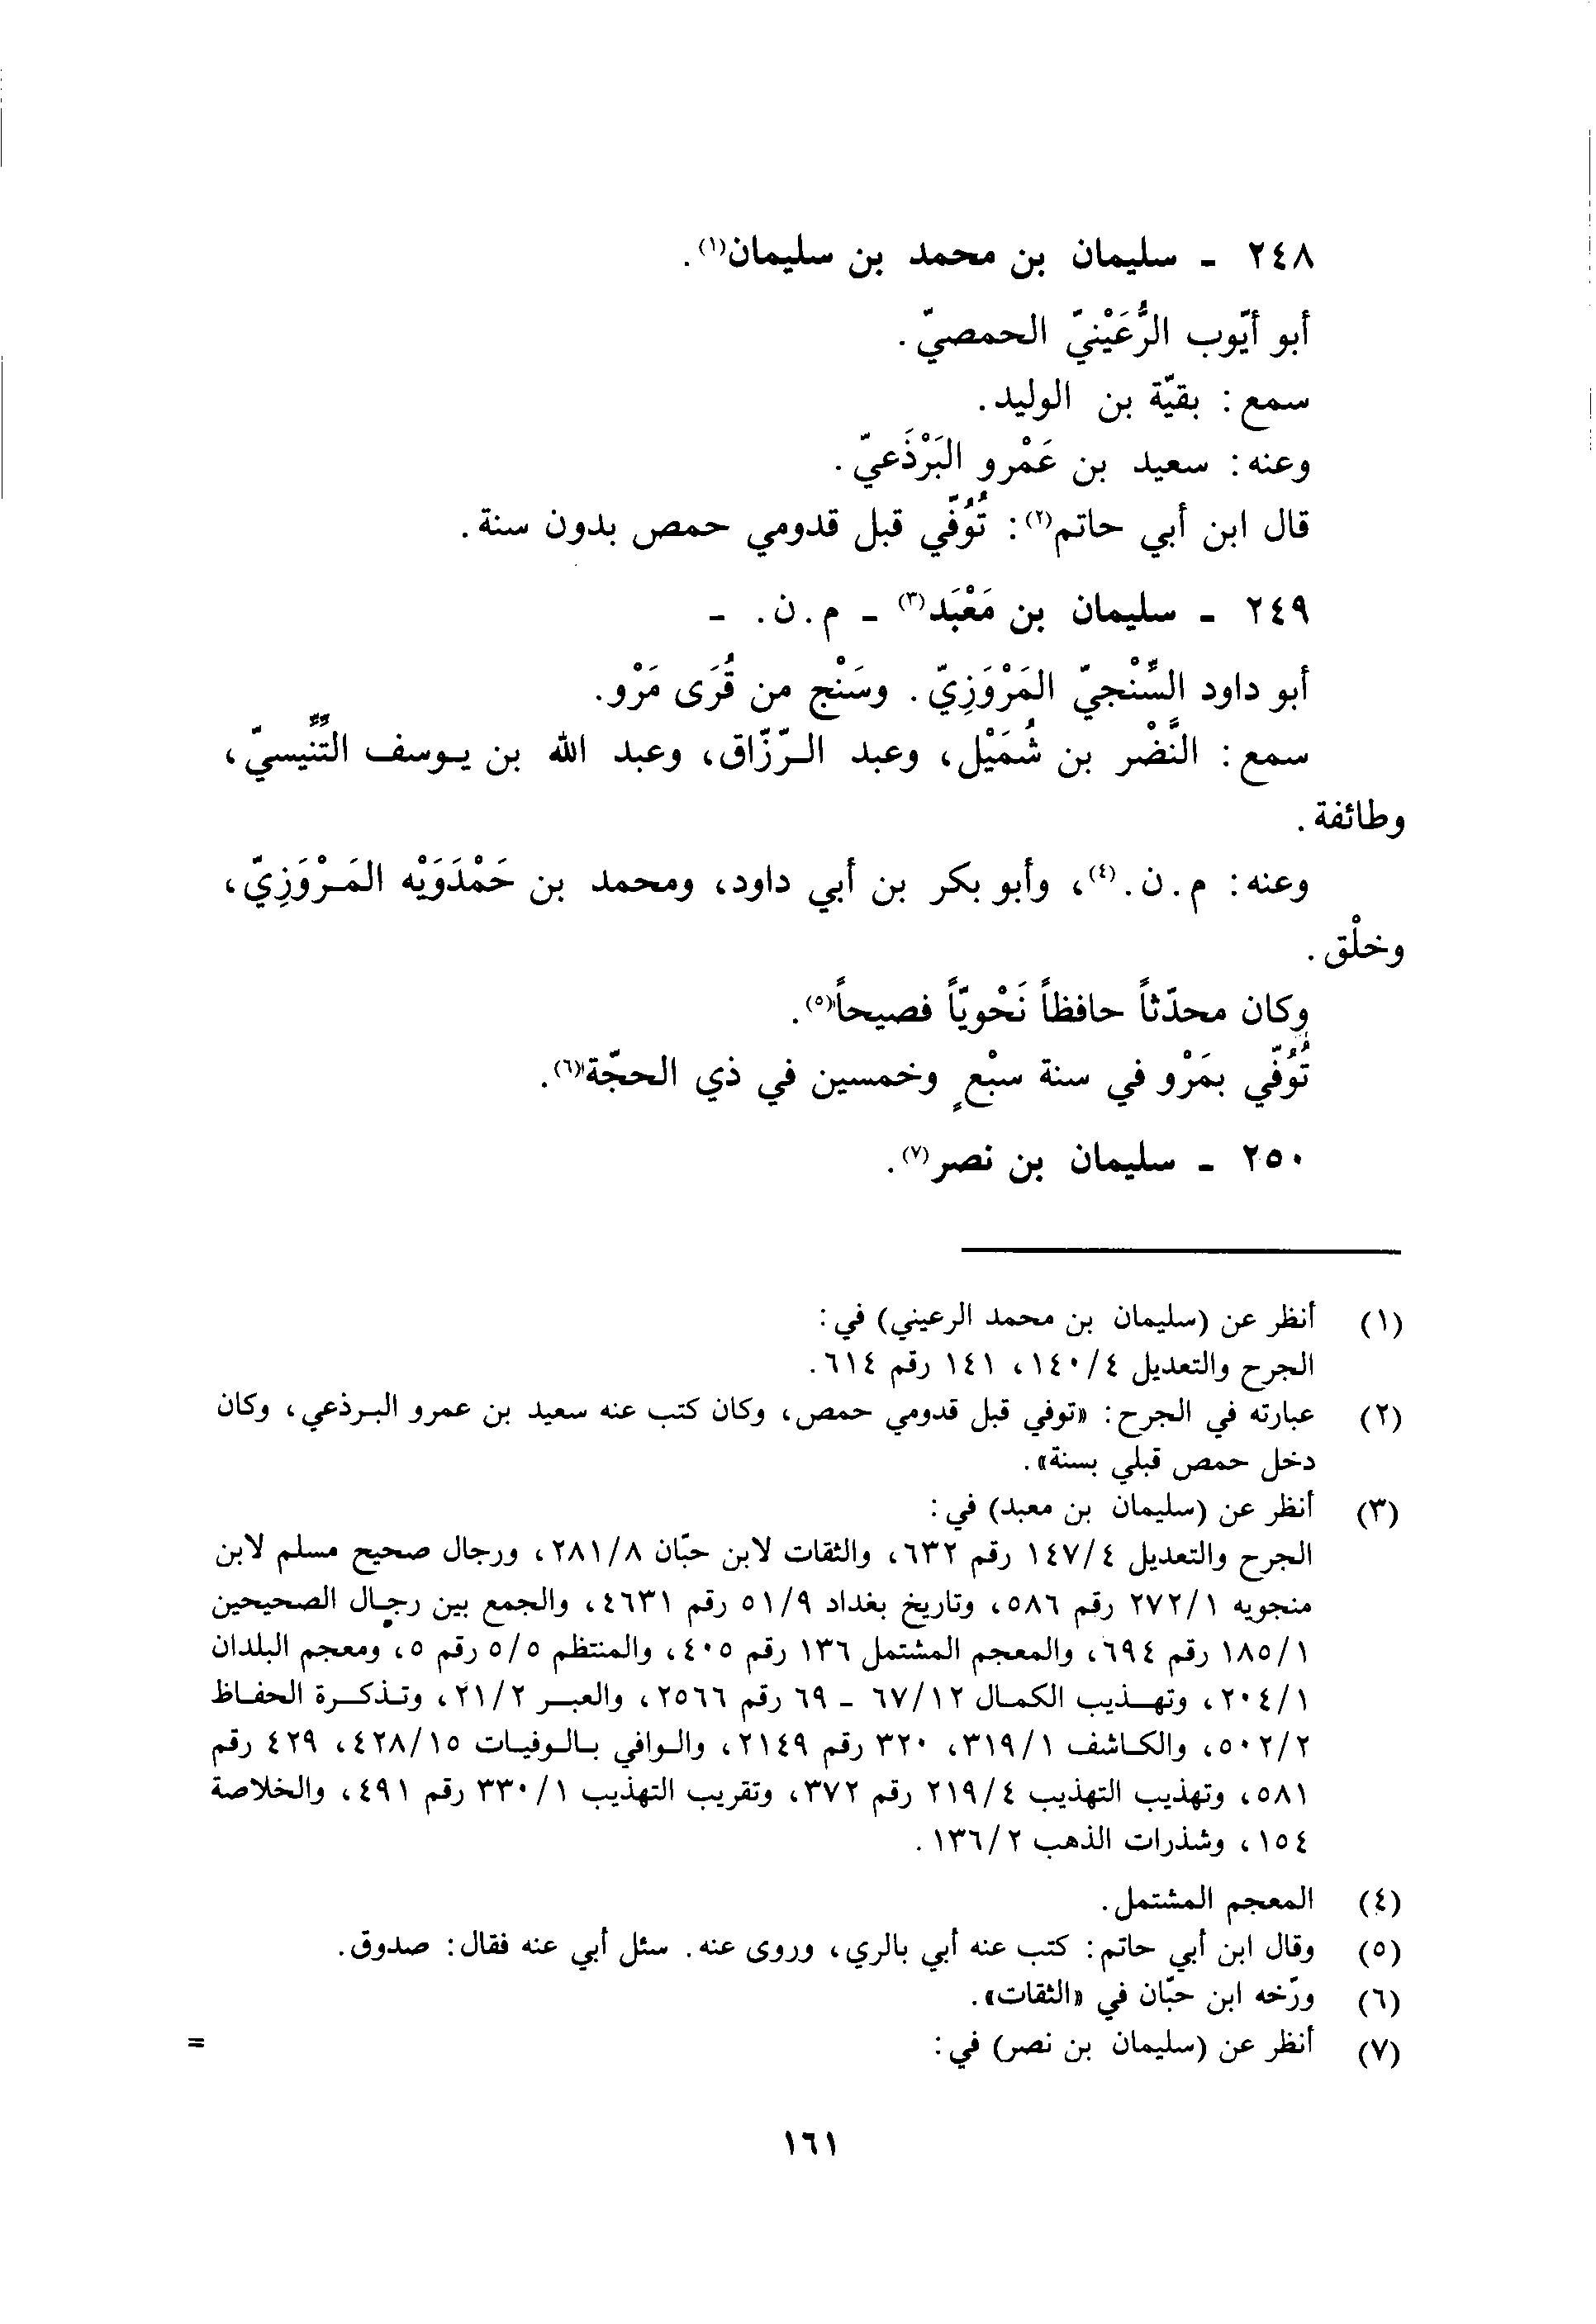 ٢٤٨ - سليمان بن محمد بن سليمان(١).
أبو أيّوب الرُّعَيْنيّ الحمصيّ.
سمع: بقيّة بن الوليد.
وعنه: سعيد بن عَمْرو البَرْذَعيّ.
قال ابن أبي حاتم(٢): تُوُفّي قبل قدومي حمص بدون سنة.
٢٤٩ - سليمان بن مَعْبَد(٣) - م. ن. -
أبو داود السِّنْجيّ المَرْوَزِيّ. وسَنْج من قُرَى مَرْو.
سمع: النَّضْر بن شُمَيْل، وعبد الرّزّاق، وعبد الله بن يوسف التِّنِّيسيّ،
وطائفة.
وعنه: م. ن.(٤)، وأبو بكر بن أبي داود، ومحمد بن حَمْدَوَيْه المَرْوَزِيّ،
وخلْق.
وكان محدّثاً حافظاً نَحْويّاً فصيحاً(٥).
تُوُفّي بمَرْو في سنة سبْعٍ وخمسين في ذي الحجّة(٦).
٢٥٠ - سليمان بن نصر(٧).
(١) أنظر عن (سليمان بن محمد الرعيني) في:
الجرح والتعديل ٤/١٤٠، ١٤١ رقم ٦١٤.
(٢) عبارته في الجرح: «توفي قبل قدومي حمص، وكان كتب عنه سعيد بن عمرو البرذعي، وكان
دخل حمص قبلي بسنة».
(٣) أنظر عن (سليمان بن معبد) في:
الجرح والتعديل ٤/١٤٧ رقم ٦٣٢، والثقات لابن حبّان ٨/٢٨١، ورجال صحيح مسلم لابن
منجويه ١/٢٧٢ رقم ٥٨٦، وتاريخ بغداد ٩/٥١ رقم ٤٦٣١، والجمع بين رجال الصحيحين
١/١٨٥ رقم ٦٩٤، والمعجم المشتمل ١٣٦ رقم ٤٠٥، والمنتظم ٥/٥ رقم ٥، ومعجم البلدان
١/٢٠٤، وتهذيب الكمال ١٢/٦٧ - ٦٩ رقم ٢٥٦٦، والعبر ٢/٢١، وتذكرة الحفاظ
٢/٥٠٢، والكاشف ١/٣١٩، ٣٢٠ رقم ٢١٤٩، والوافي بالوفيات ١٥/٤٢٨، ٤٢٩ رقم
٥٨١، وتهذيب التهذيب ٤/٢١٩ رقم ٣٧٢، وتقريب التهذيب ١/٣٣٠ رقم ٤٩١، والخلاصة
١٥٤، وشذرات الذهب ٢/١٣٦.
(٤) المعجم المشتمل.
(٥) وقال ابن أبي حاتم: كتب عنه أبي بالري، وروى عنه. سئل أبي عنه فقال: صدوق.
(٦) ورّخه ابن حبّان في «الثقات».
(٧) أنظر عن (سليمان بن نصر) في: =
١٦١